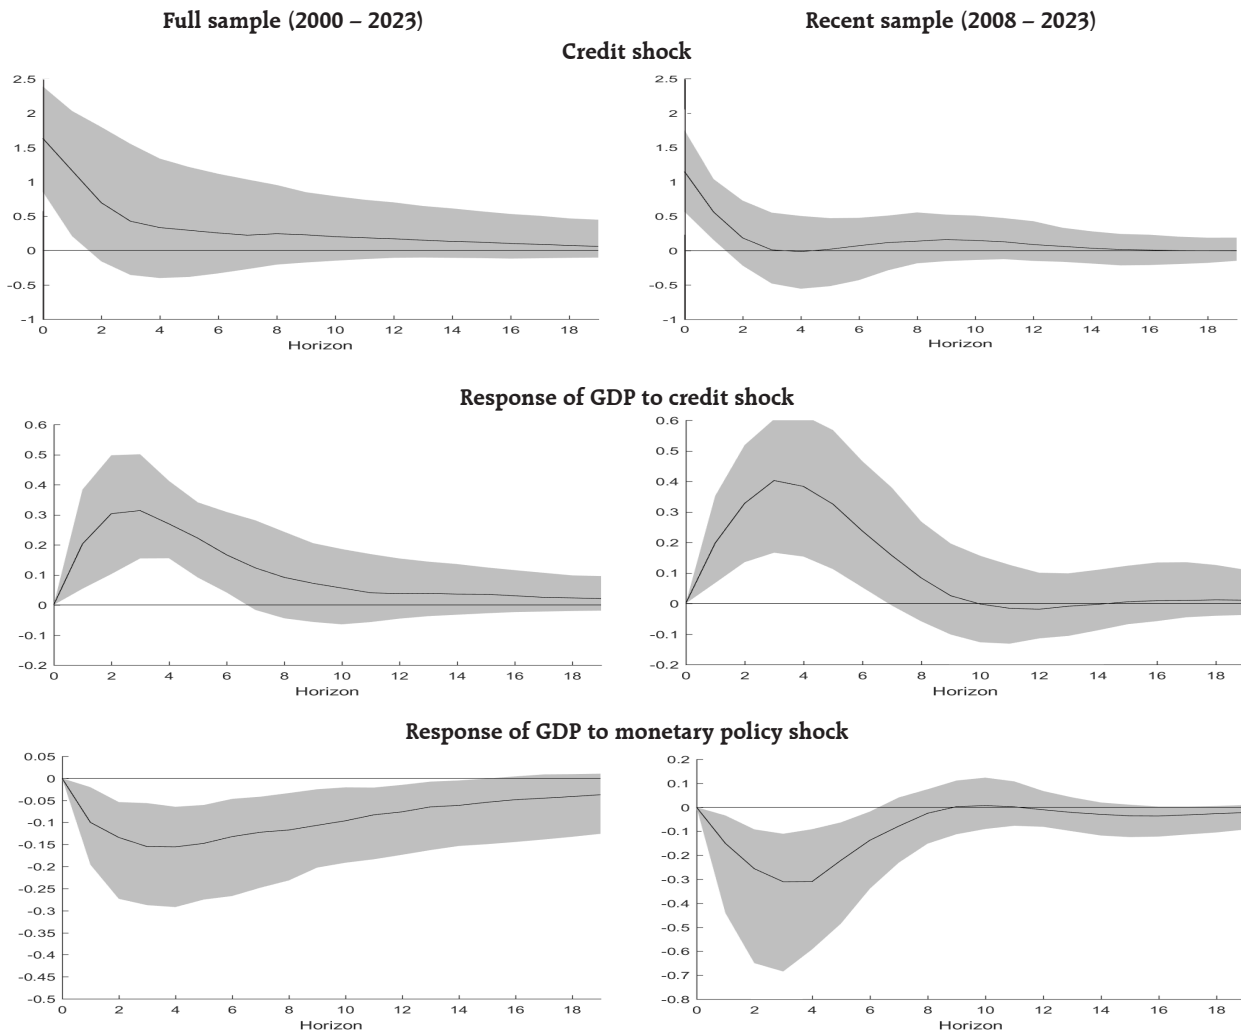 Full sample (2000 – 2023) Recent sample (2008 – 2023)
Credit shock
2.5 2.5
2 2
1.5 1.5
1 1
0.5 0.5
0 0
-0.5 -0.5
-1 -1
0 2 4 6 8 10 12 14 16 18 0 2 4 6 8 10 12 14 16 18
Horizon Horizon
Response of GDP to credit shock
0.6 0.6
0.5 0.5
0.4 0.4
0.3 0.3
0.2 0.2
0.1 0.1
0 0
-0.1 -0.1
-0.2 -0.2
0 2 4 6 8 10 12 14 16 18 0 2 4 6 8 10 12 14 16 18
Horizon Horizon
Response of GDP to monetary policy shock
0.05 0.2
0 0.1
-0.05 0
-0.1 -0.1
-0.15 -0.2
-0.2 -0.3
-0.25 -0.4
-0.3 -0.5
-0.35 -0.6
-0.4 -0.7
-0.45 -0.8
-0.5
0 2 4 6 8 10 12 14 16 18 0 2 4 6 8 10 12 14 16 18
Horizon Horizon